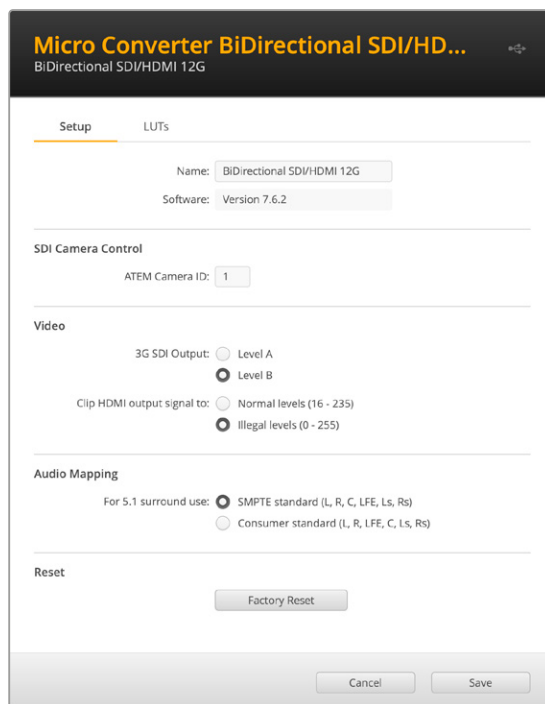 Micro Converter BiDirectional SDI/HD...
BiDirectional SDI/HDMI 12G
Setup LUTs
Name: BiDirectional SDI/HDMI 12G
Software: Version 7.6.2
SDI Camera Control
ATEM Camera ID: 1
Video
3G SDI Output: Level A
Level B
Clip HDMI output signal to: Normal levels (16 - 235)
Illegal levels (0 - 255)
Audio Mapping
For 5.1 surround use: SMPTE standard (L, R, C, LFE, Ls, Rs)
Consumer standard (L, R, LFE, C, Ls, Rs)
Reset
Factory Reset
Cancel Save